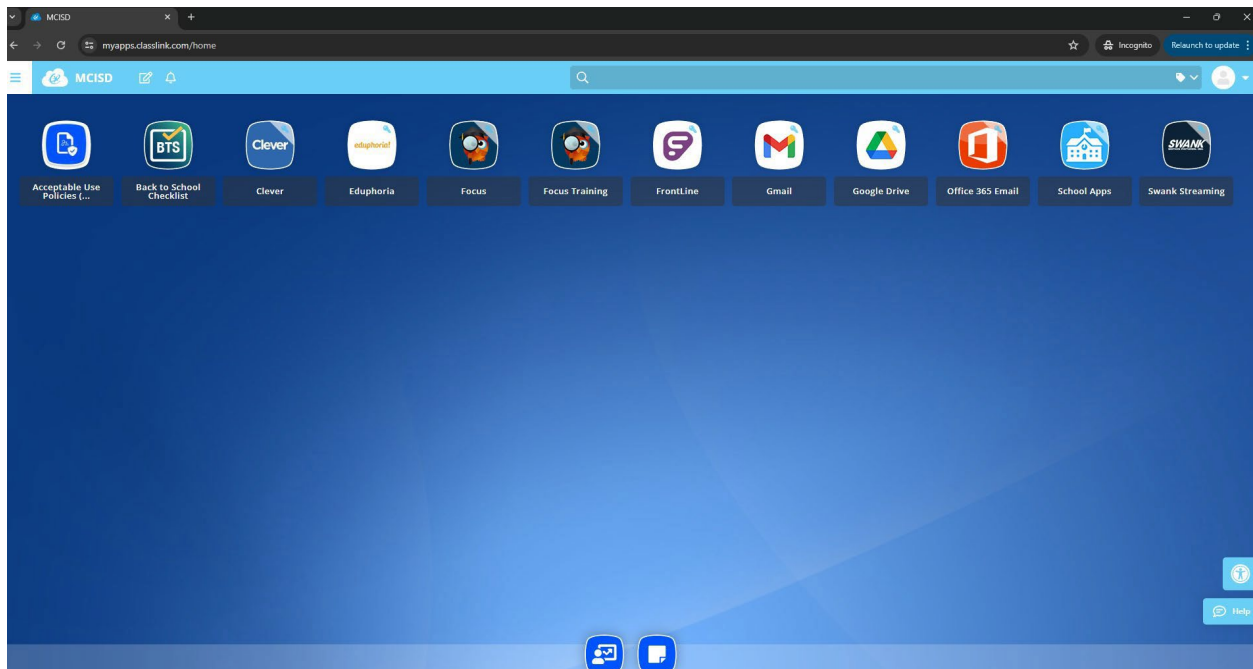 MCISD
myapps.classlink.com/home
Incognito
Relaunch to update
MCISD
BTS
Clever
eduphoria!
SWANK
Acceptable Use
Policies (...
Back to School
Checklist
Clever
Eduphoria
Focus
Focus Training
FrontLine
Gmail
Google Drive
Office 365 Email
School Apps
Swank Streaming
Help